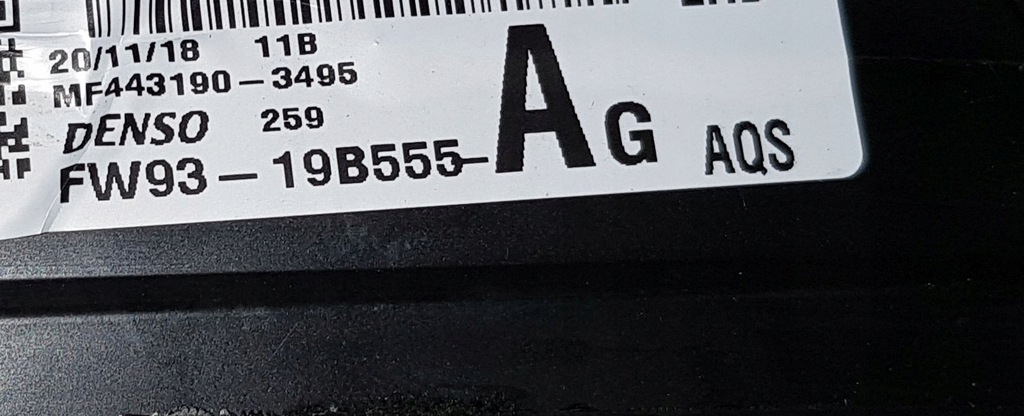 20/11/18 11B
MF443190-3495
DENSO 259
FW93-19B555-AG AQS